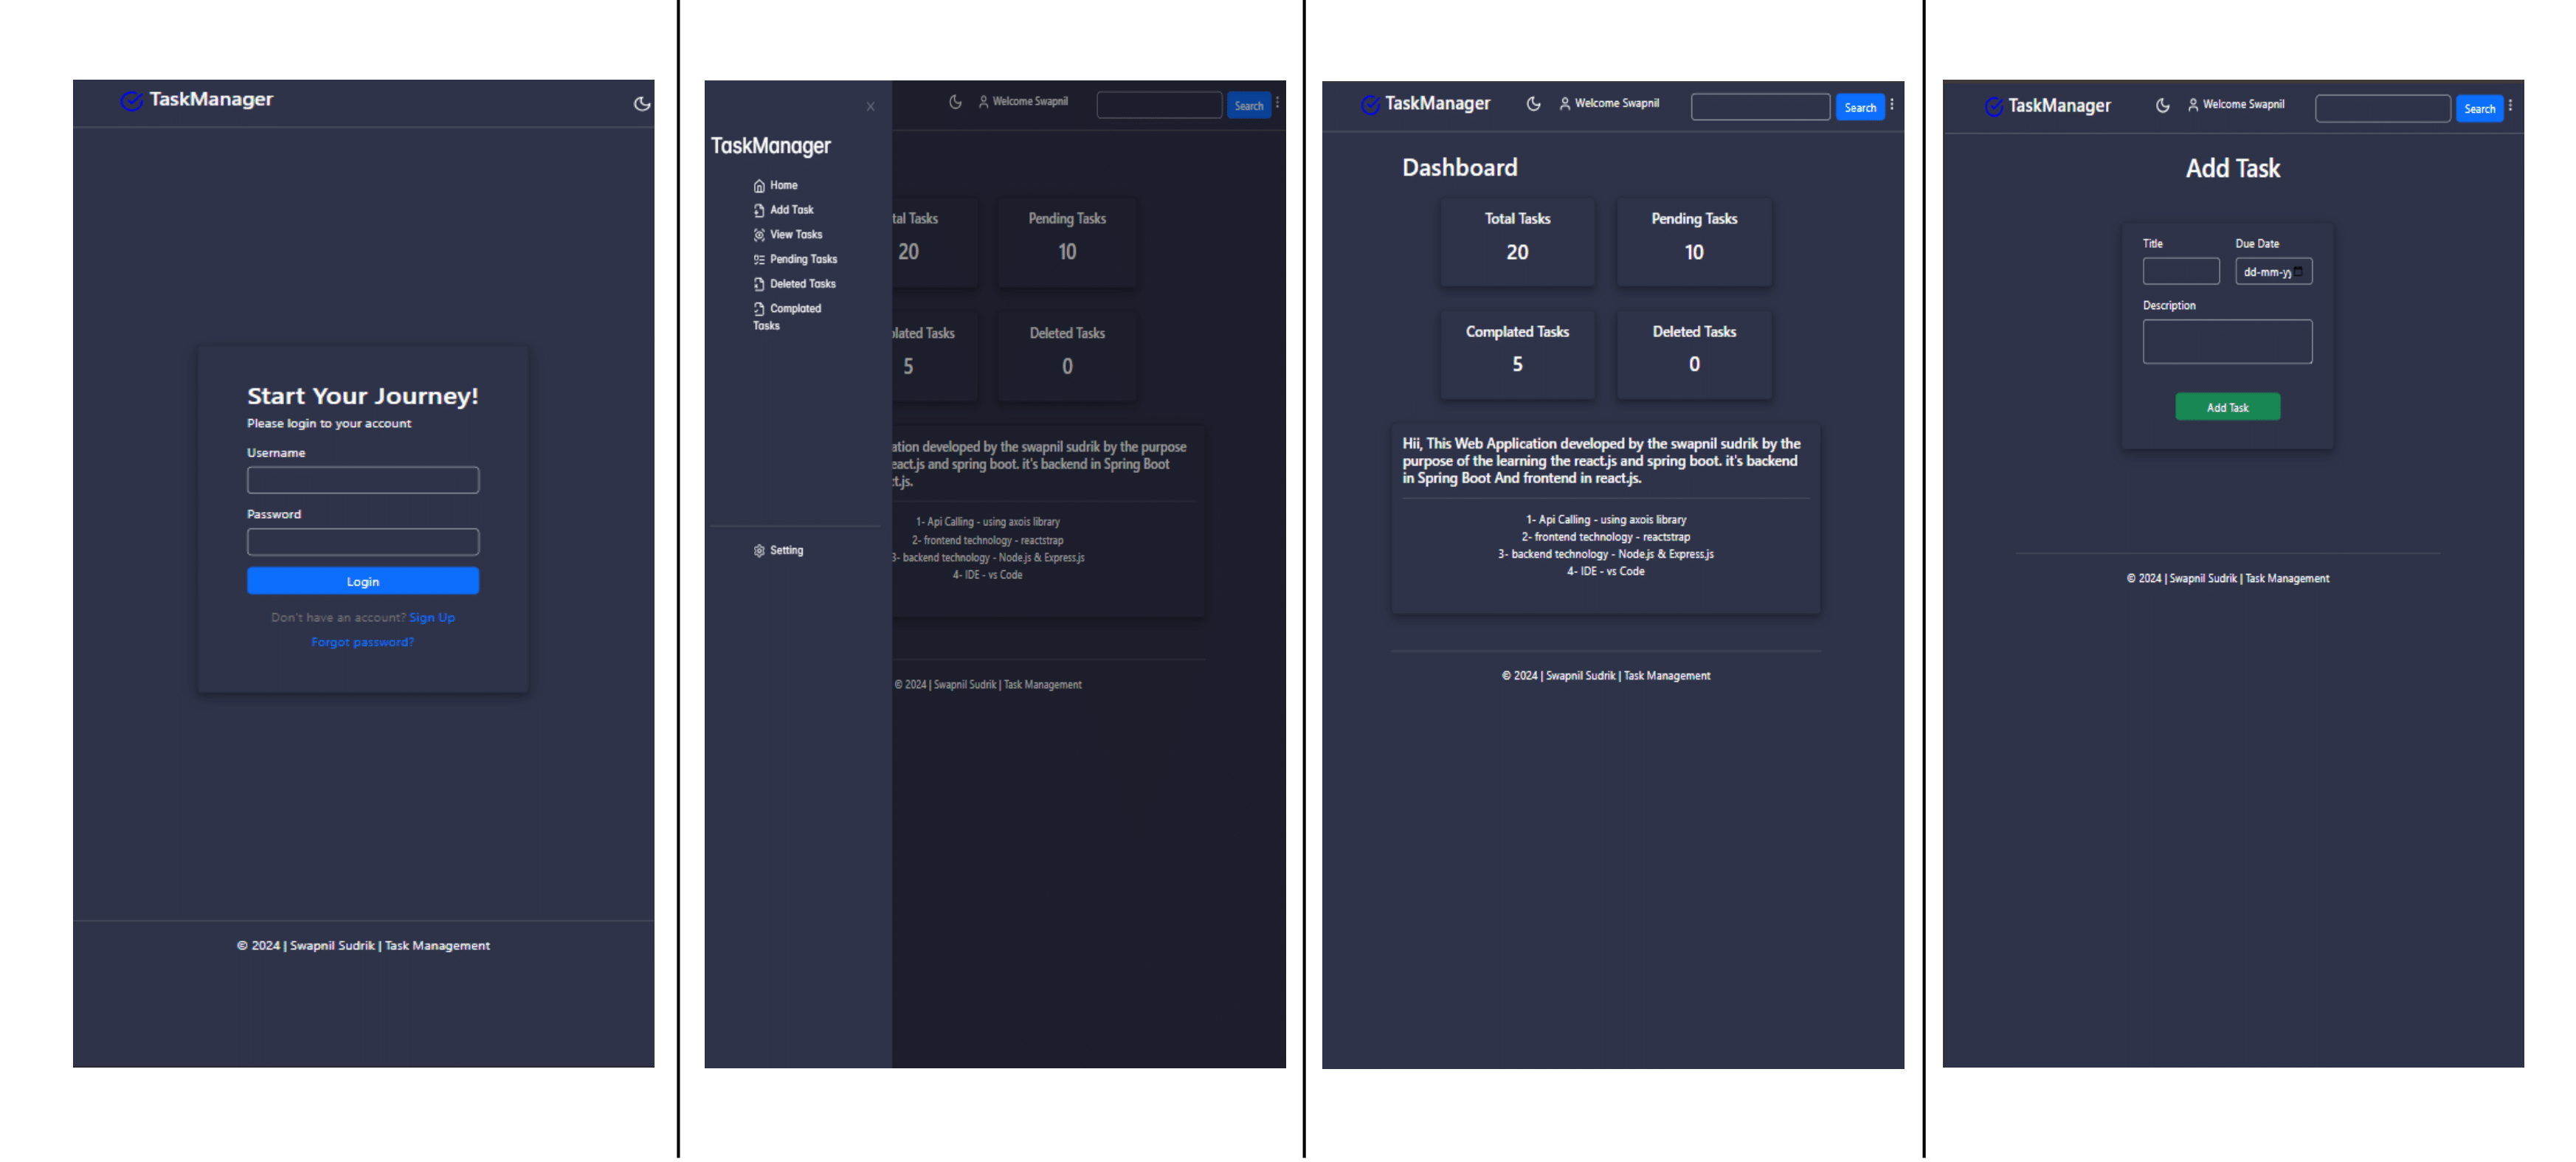 TaskManager
Start Your Journey!
Please login to your account
Username
Password
Login
Don't have an account? Sign Up
Forgot password?
© 2024 | Swapnil Sudrik | Task Management
X
TaskManager
Home
Add Task
View Tasks
Pending Tasks
Deleted Tasks
Complated
Tasks
Setting
Welcome Swapnil
Search
tal Tasks
20
Pending Tasks
10
lated Tasks
5
Deleted Tasks
0
ation developed by the swapnil sudrik by the purpose
eact.js and spring boot. it's backend in Spring Boot
t.js.
1- Api Calling - using axois library
2- frontend technology - reactstrap
3- backend technology - Node.js & Express.js
4- IDE - vs Code
© 2024 | Swapnil Sudrik | Task Management
TaskManager
Welcome Swapnil
Search
Dashboard
Total Tasks
20
Pending Tasks
10
Complated Tasks
5
Deleted Tasks
0
Hii, This Web Application developed by the swapnil sudrik by the
purpose of the learning the react.js and spring boot. it's backend
in Spring Boot And frontend in react.js.
1- Api Calling - using axois library
2- frontend technology - reactstrap
3- backend technology - Node.js & Express.js
4- IDE - vs Code
© 2024 | Swapnil Sudrik | Task Management
TaskManager
Welcome Swapnil
Search
Add Task
Title
Due Date
dd-mm-yy
Description
Add Task
© 2024 | Swapnil Sudrik | Task Management